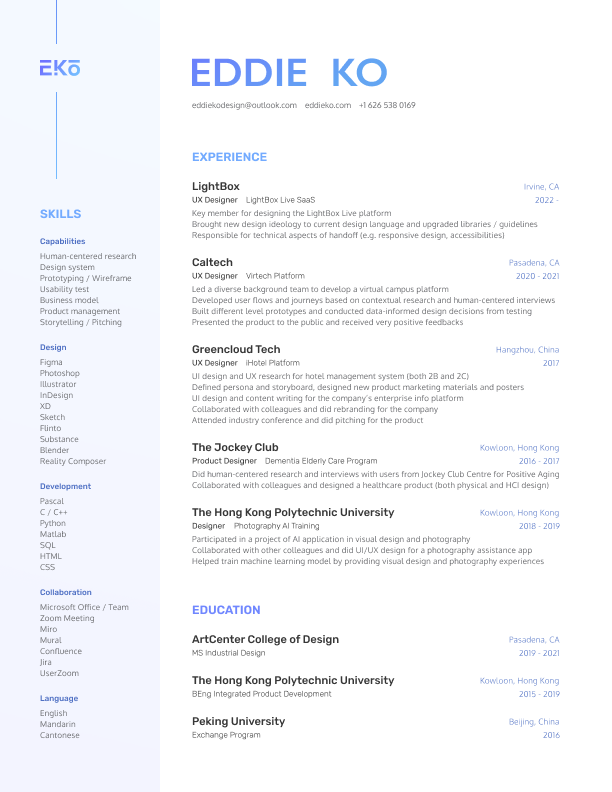 EKO
SKILLS
Capabilities
Human-centered research
Design system
Prototyping / Wireframe
Usability test
Business model
Product management
Storytelling / Pitching
Design
Figma
Photoshop
Illustrator
InDesign
XD
Sketch
Flinto
Substance
Blender
Reality Composer
Development
Pascal
C / C++
Python
Matlab
SQL
HTML
CSS
Collaboration
Microsoft Office / Team
Zoom Meeting
Miro
Mural
Confluence
Jira
UserZoom
Language
English
Mandarin
Cantonese
EDDIE KO
eddiekodesign@outlook.com eddieko.com +1 626 538 0169
EXPERIENCE
LightBox Irvine, CA
UX Designer LightBox Live SaaS 2022 -
Key member for designing the LightBox Live platform
Brought new design ideology to current design language and upgraded libraries / guidelines
Responsible for technical aspects of handoff (e.g. responsive design, accessibilities)
Caltech Pasadena, CA
UX Designer Virtech Platform 2020 - 2021
Led a diverse background team to develop a virtual campus platform
Developed user flows and journeys based on contextual research and human-centered interviews
Built different level prototypes and conducted data-informed design decisions from testing
Presented the product to the public and received very positive feedbacks
Greencloud Tech Hangzhou, China
UX Designer iHotel Platform 2017
UI design and UX research for hotel management system (both 2B and 2C)
Defined persona and storyboard, designed new product marketing materials and posters
UI design and content writing for the company's enterprise info platform
Collaborated with colleagues and did rebranding for the company
Attended industry conference and did pitching for the product
The Jockey Club Kowloon, Hong Kong
Product Designer Dementia Elderly Care Program 2016 - 2017
Did human-centered research and interviews with users from Jockey Club Centre for Positive Aging
Collaborated with colleagues and designed a healthcare product (both physical and HCI design)
The Hong Kong Polytechnic University Kowloon, Hong Kong
Designer Photography AI Training 2018 - 2019
Participated in a project of AI application in visual design and photography
Collaborated with other colleagues and did UI/UX design for a photography assistance app
Helped train machine learning model by providing visual design and photography experiences
EDUCATION
ArtCenter College of Design Pasadena, CA
MS Industrial Design 2019 - 2021
The Hong Kong Polytechnic University Kowloon, Hong Kong
BEng Integrated Product Development 2015 - 2019
Peking University Beijing, China
Exchange Program 2016